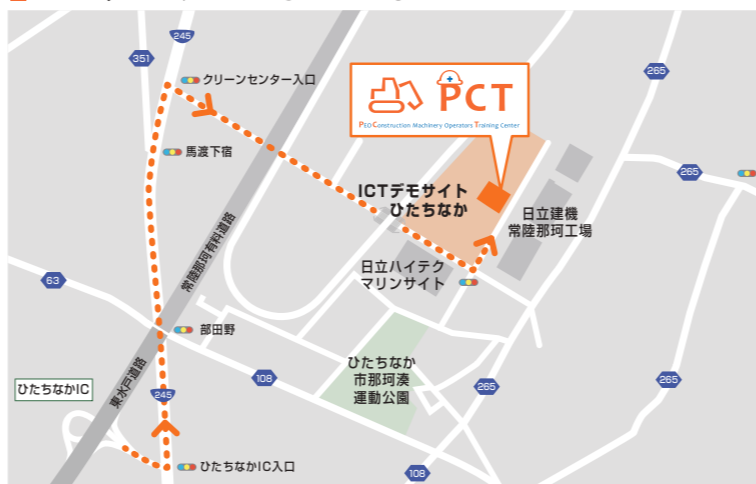 245
351
クリーンセンター入口
PCT
PEO Construction Machinery Operators Training Center
265
馬渡下宿
265
ICTデモサイト
ひたちなか
日立建機
常陸那珂工場
常陸那珂有料道路
日立ハイテク
マリンサイト
63
部田野
東水戸道路
ひたちなか
市那珂湊
運動公園
108
265
265
ひたちなかIC
245
ひたちなかIC入口
108